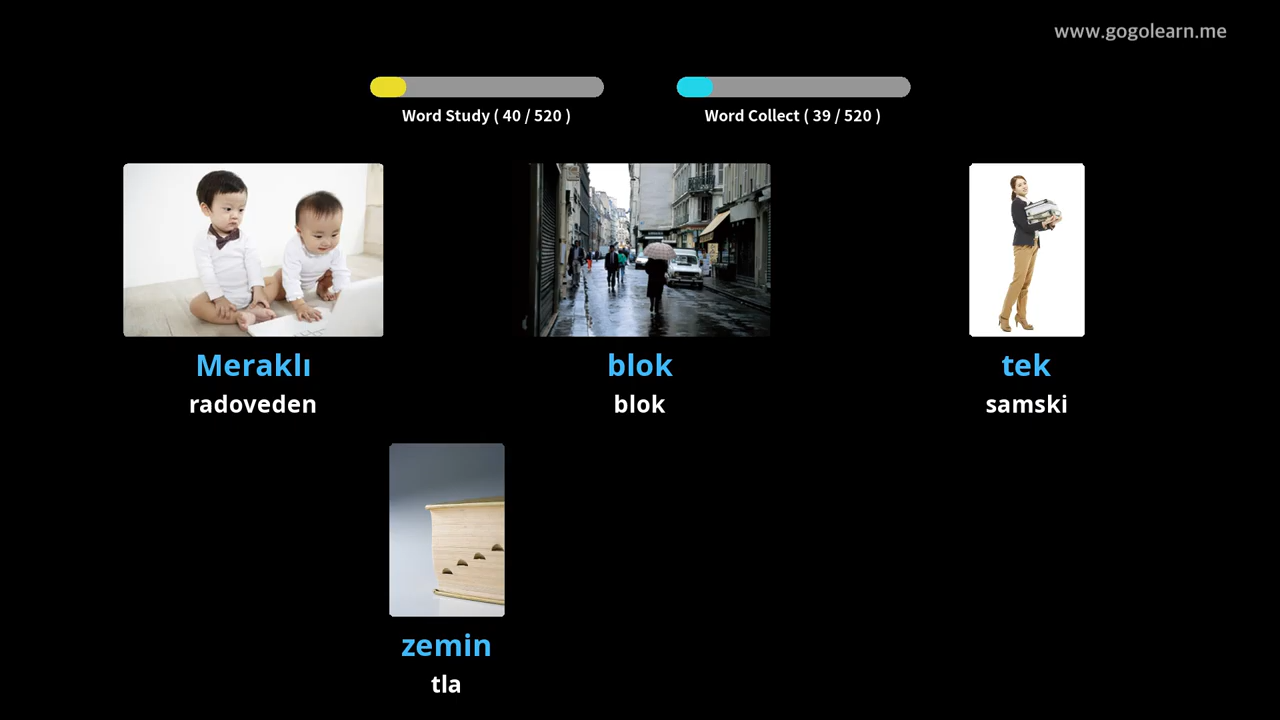 www.gogolearn.me
Word Study ( 40 / 520 )
Word Collect ( 39 / 520 )
Meraklı
radoveden
blok
blok
tek
samski
zemin
tla